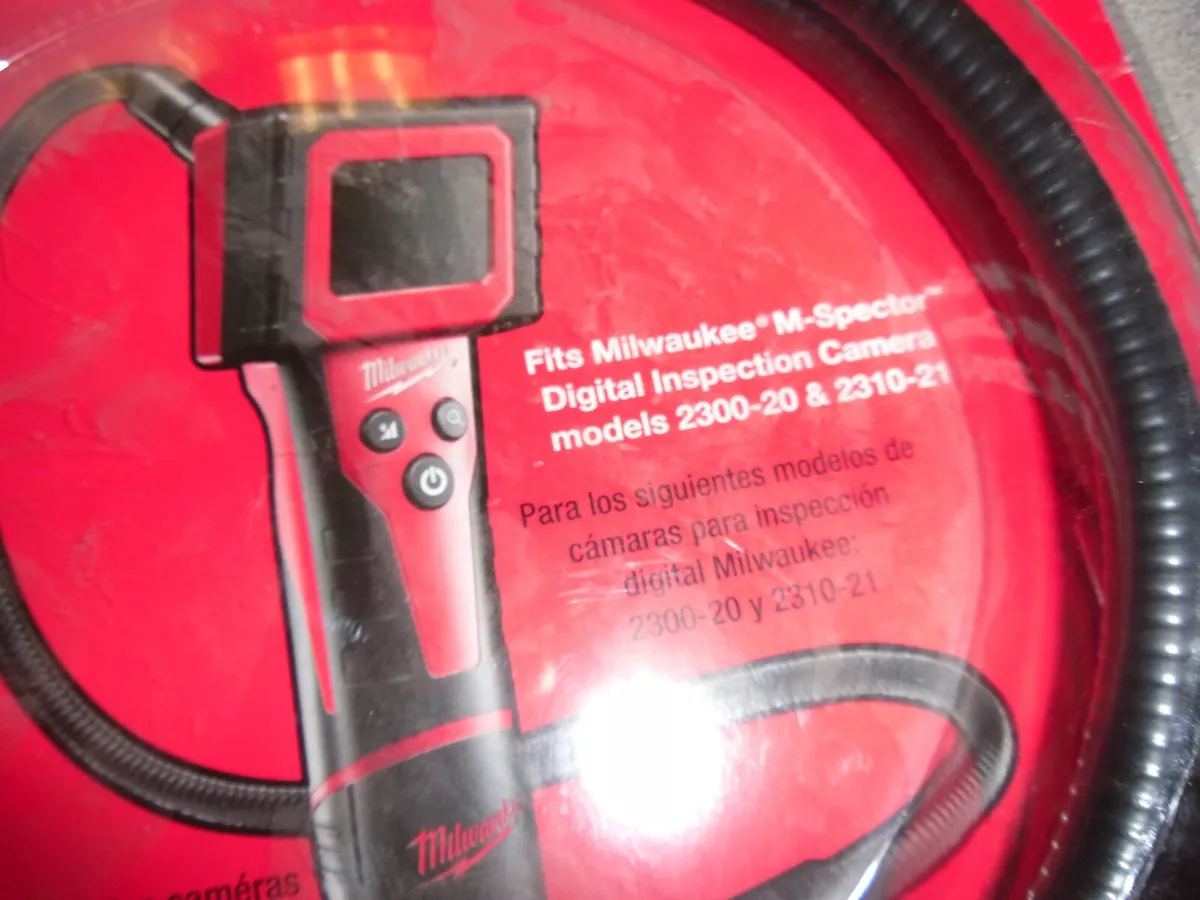 Milwaukee
Fits Milwaukee® M-Spector™
Digital Inspection Camera
models 2300-20 & 2310-21
Para los siguientes modelos de
cámaras para inspección
digital Milwaukee:
2300-20 y 2310-21
Milwaukee
caméras